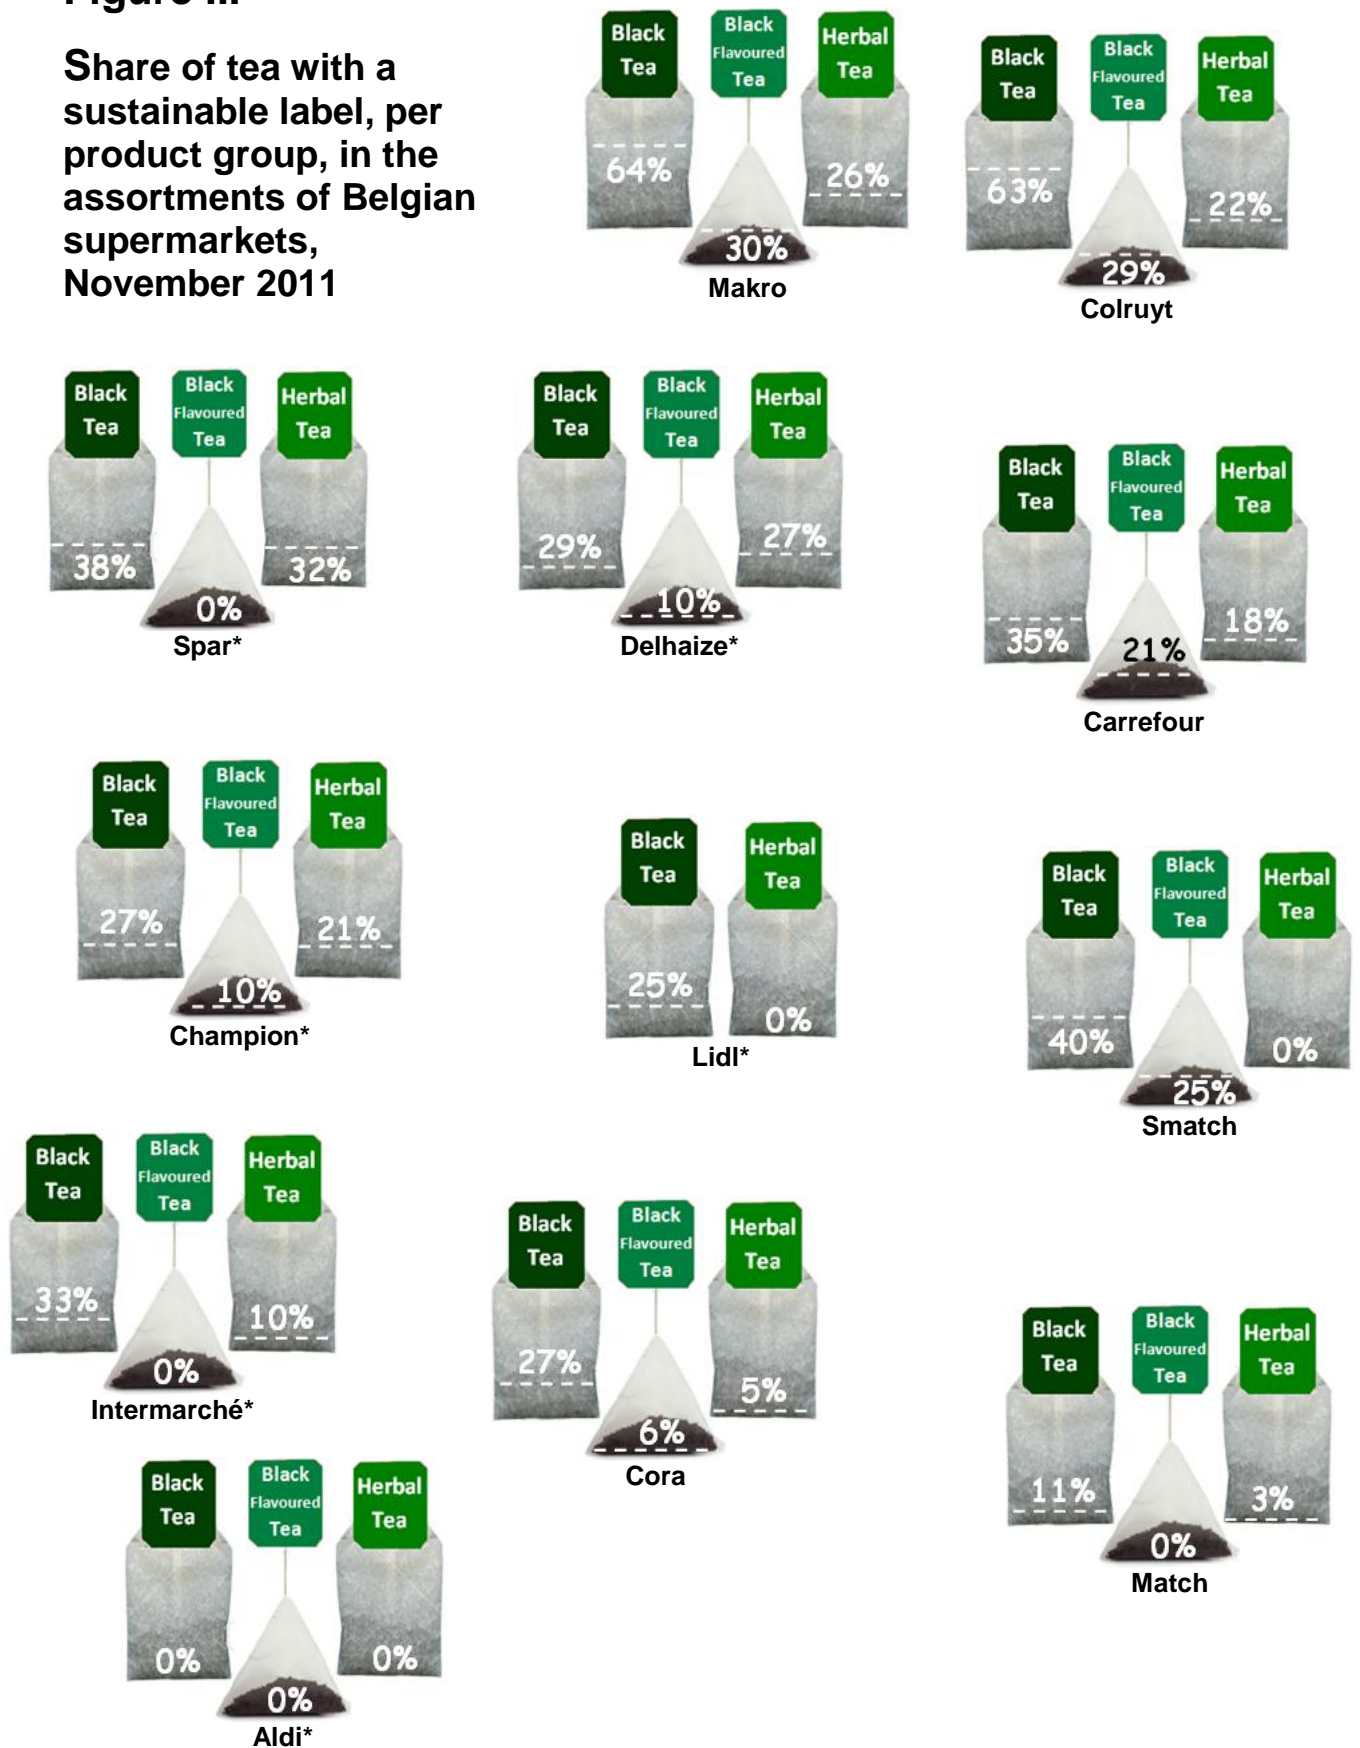 Share of tea with a
sustainable label, per
product group, in the
assortments of Belgian
supermarkets,
November 2011
Black
Tea
Black
Flavoured
Tea
Herbal
Tea
64%
30%
26%
Makro
Black
Tea
Black
Flavoured
Tea
Herbal
Tea
63%
29%
22%
Colruyt
Black
Tea
Black
Flavoured
Tea
Herbal
Tea
38%
0%
32%
Spar*
Black
Tea
Black
Flavoured
Tea
Herbal
Tea
29%
10%
27%
Delhaize*
Black
Tea
Black
Flavoured
Tea
Herbal
Tea
35%
21%
18%
Carrefour
Black
Tea
Black
Flavoured
Tea
Herbal
Tea
27%
10%
21%
Champion*
Black
Tea
Herbal
Tea
25%
0%
Lidl*
Black
Tea
Black
Flavoured
Tea
Herbal
Tea
40%
25%
0%
Smatch
Black
Tea
Black
Flavoured
Tea
Herbal
Tea
33%
0%
10%
Intermarché*
Black
Tea
Black
Flavoured
Tea
Herbal
Tea
27%
6%
5%
Cora
Black
Tea
Black
Flavoured
Tea
Herbal
Tea
11%
0%
3%
Match
Black
Tea
Black
Flavoured
Tea
Herbal
Tea
0%
0%
0%
Aldi*